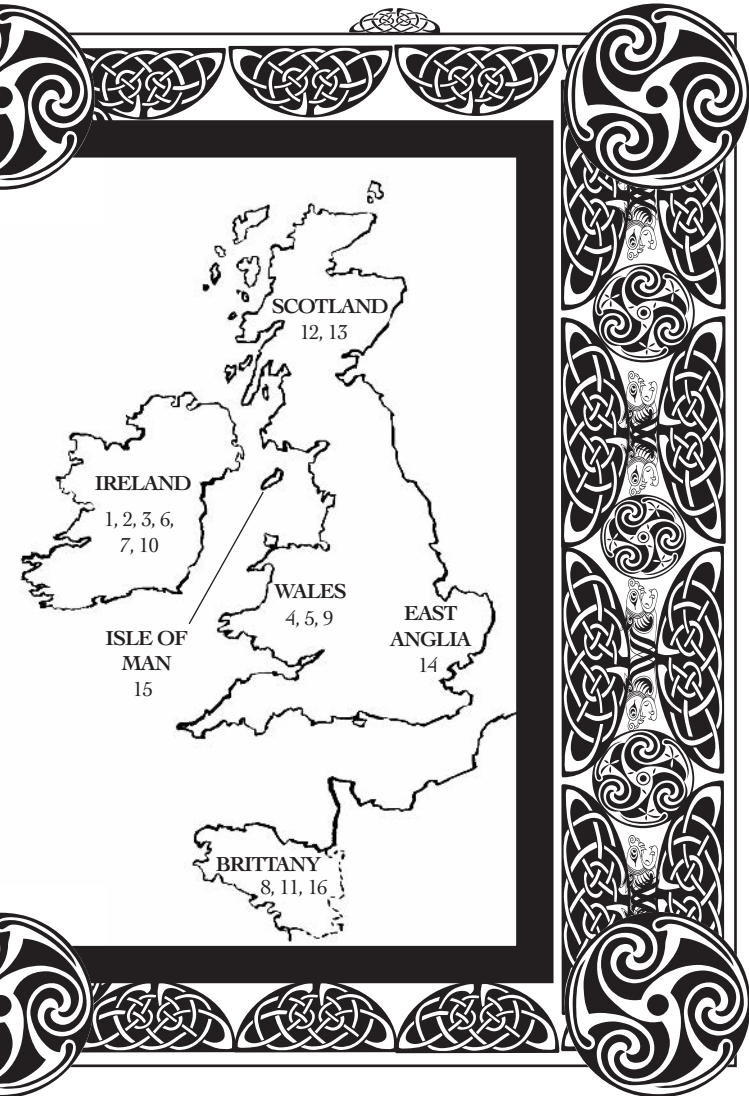 SCOTLAND
12, 13
IRELAND
1, 2, 3, 6,
7, 10
WALES
4, 5, 9
EAST
ANGLIA
14
ISLE OF
MAN
15
BRITTANY
8, 11, 16